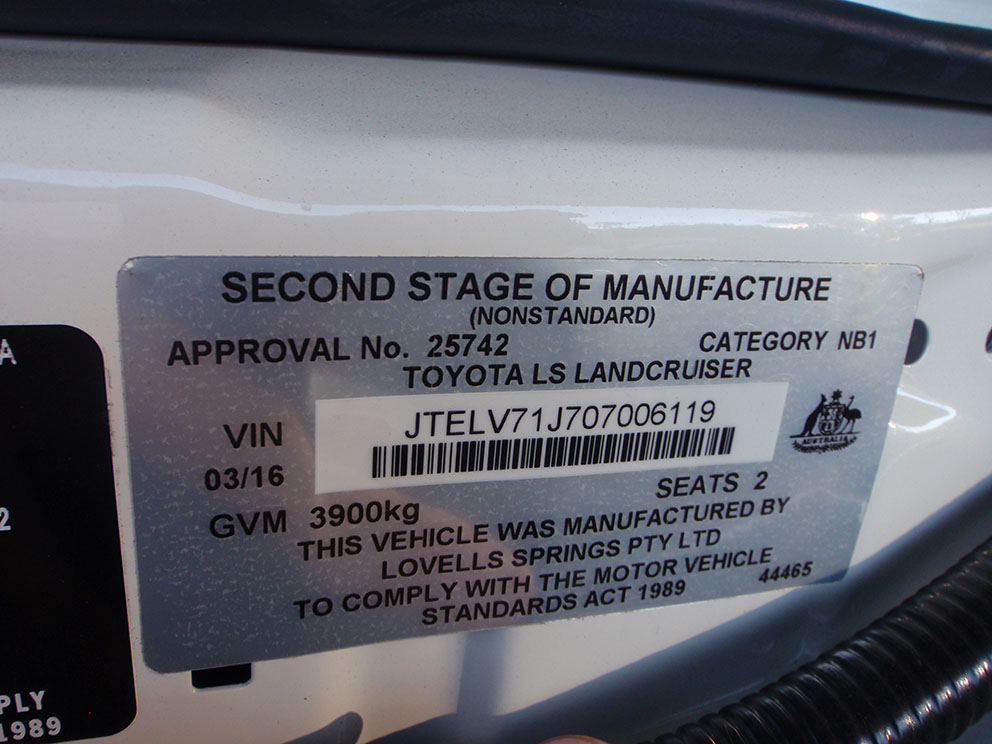 SECOND STAGE OF MANUFACTURE
(NONSTANDARD)
APPROVAL No. 25742 CATEGORY NB1
TOYOTA LS LANDCRUISER
VIN JTELV71J707006119
AUSTRALIA
03/16
SEATS 2
GVM 3900kg
THIS VEHICLE WAS MANUFACTURED BY
LOVELLS SPRINGS PTY LTD
TO COMPLY WITH THE MOTOR VEHICLE 44465
STANDARDS ACT 1989
A
2
PLY
1989